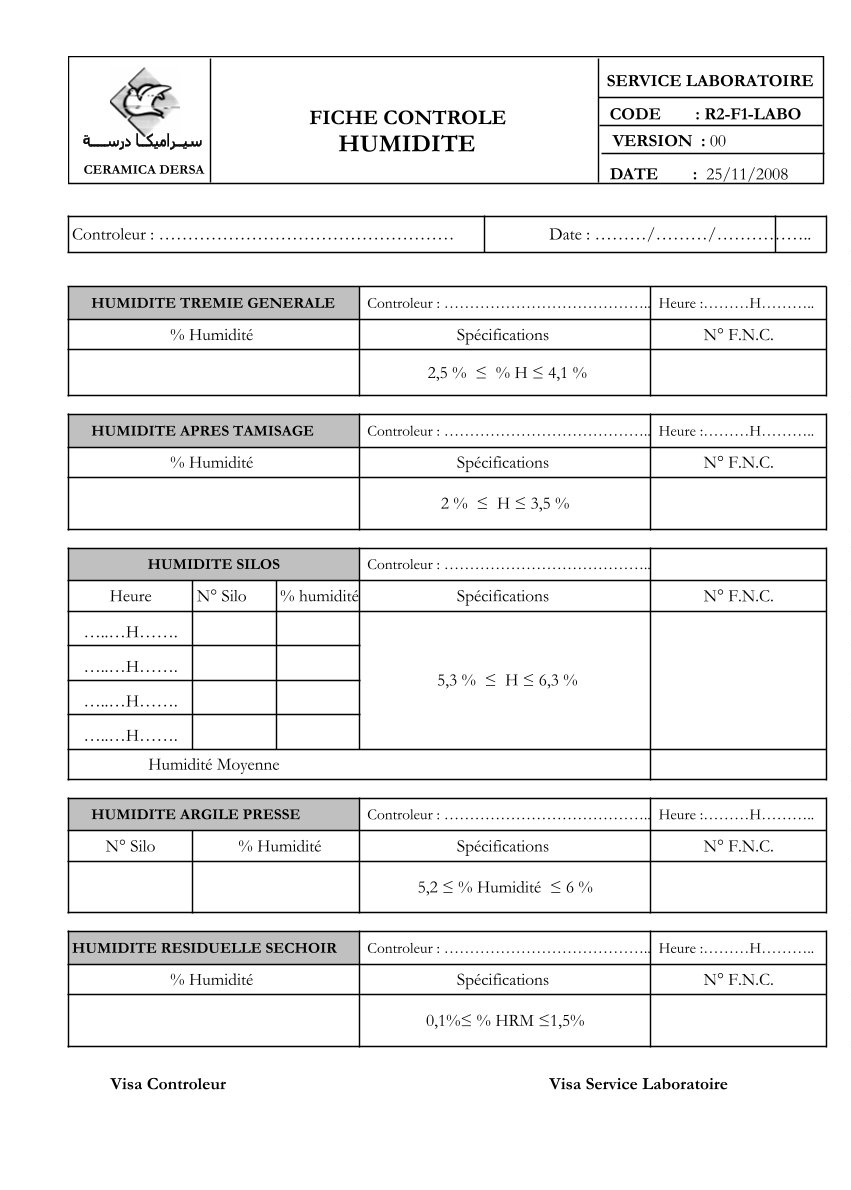 سيراميكا درسة
CERAMICA DERSA
FICHE CONTROLE
HUMIDITE
SERVICE LABORATOIRE
CODE : R2-F1-LABO
VERSION : 00
DATE : 25/11/2008
Controleur : …………………………………………… Date : ………/………/……………..
HUMIDITE TREMIE GENERALE Controleur : ………………………………….. Heure :………H………..
% Humidité Spécifications N° F.N.C.
2,5 % ≤ % H ≤ 4,1 %
HUMIDITE APRES TAMISAGE Controleur : ………………………………….. Heure :………H………..
% Humidité Spécifications N° F.N.C.
2 % ≤ H ≤ 3,5 %
HUMIDITE SILOS Controleur : …………………………………..
Heure N° Silo % humidité Spécifications N° F.N.C.
…..…H…….
…..…H…….
5,3 % ≤ H ≤ 6,3 %
…..…H…….
…..…H…….
Humidité Moyenne
HUMIDITE ARGILE PRESSE Controleur : ………………………………….. Heure :………H………..
N° Silo % Humidité Spécifications N° F.N.C.
5,2 ≤ % Humidité ≤ 6 %
HUMIDITE RESIDUELLE SECHOIR Controleur : ………………………………….. Heure :………H………..
% Humidité Spécifications N° F.N.C.
0,1%≤ % HRM ≤1,5%
Visa Controleur Visa Service Laboratoire